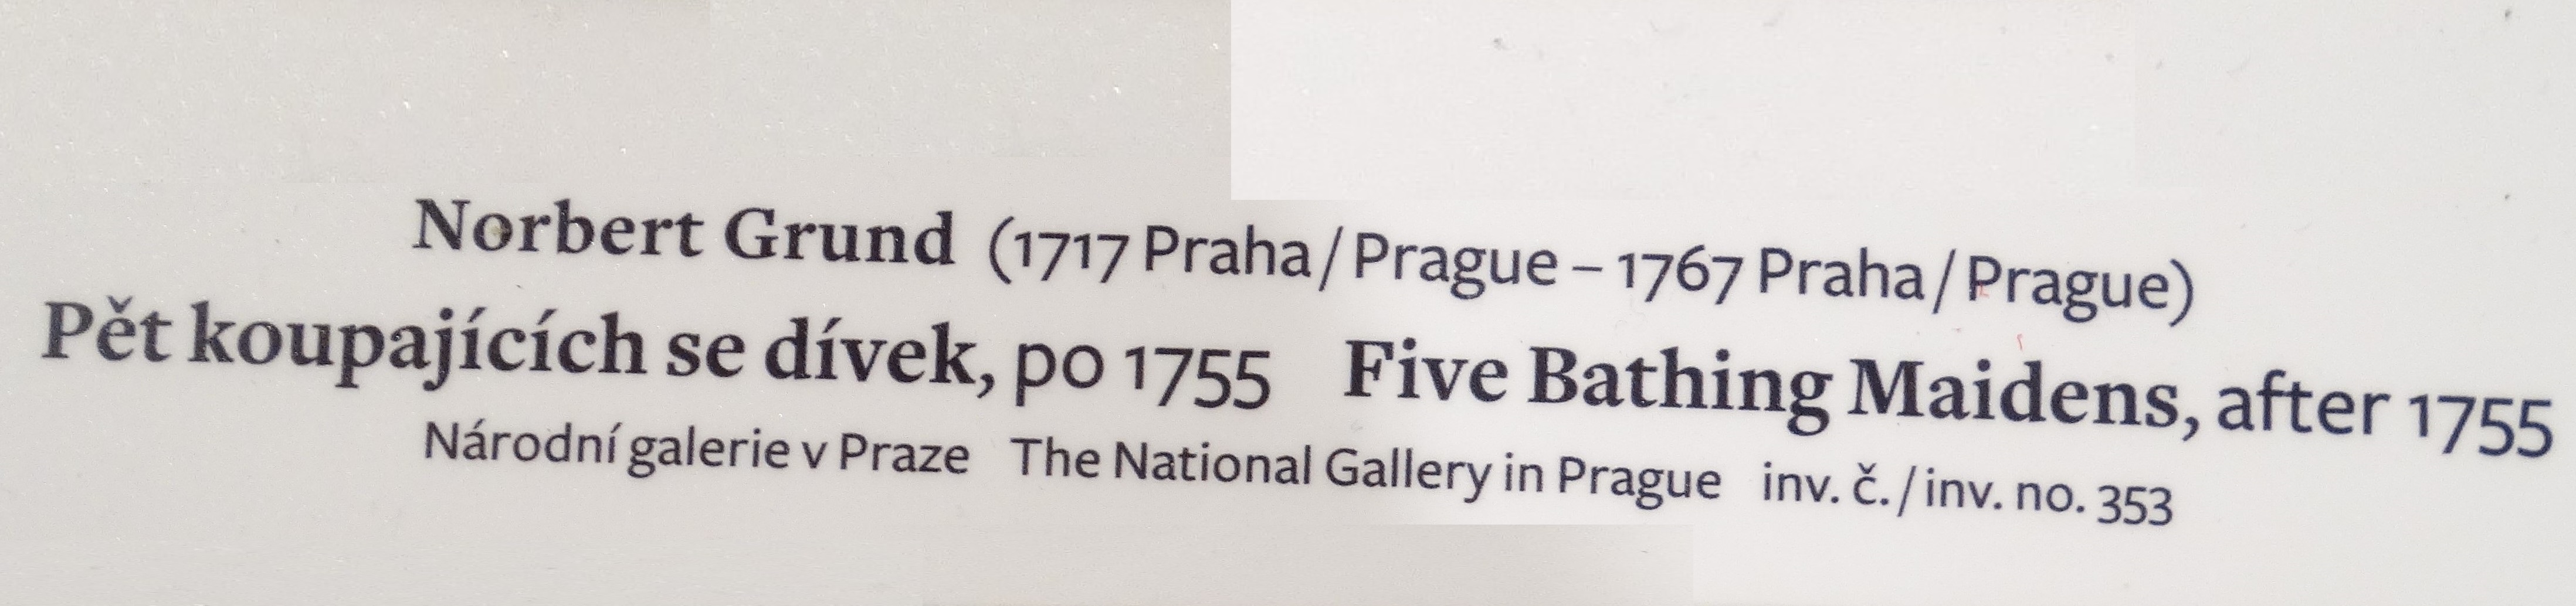 Norbert Grund (1717 Praha/Prague – 1767 Praha/Prague)
Pět koupajících se dívek, po 1755 Five Bathing Maidens, after 1755
Národní galerie v Praze The National Gallery in Prague inv. č./inv. no. 353